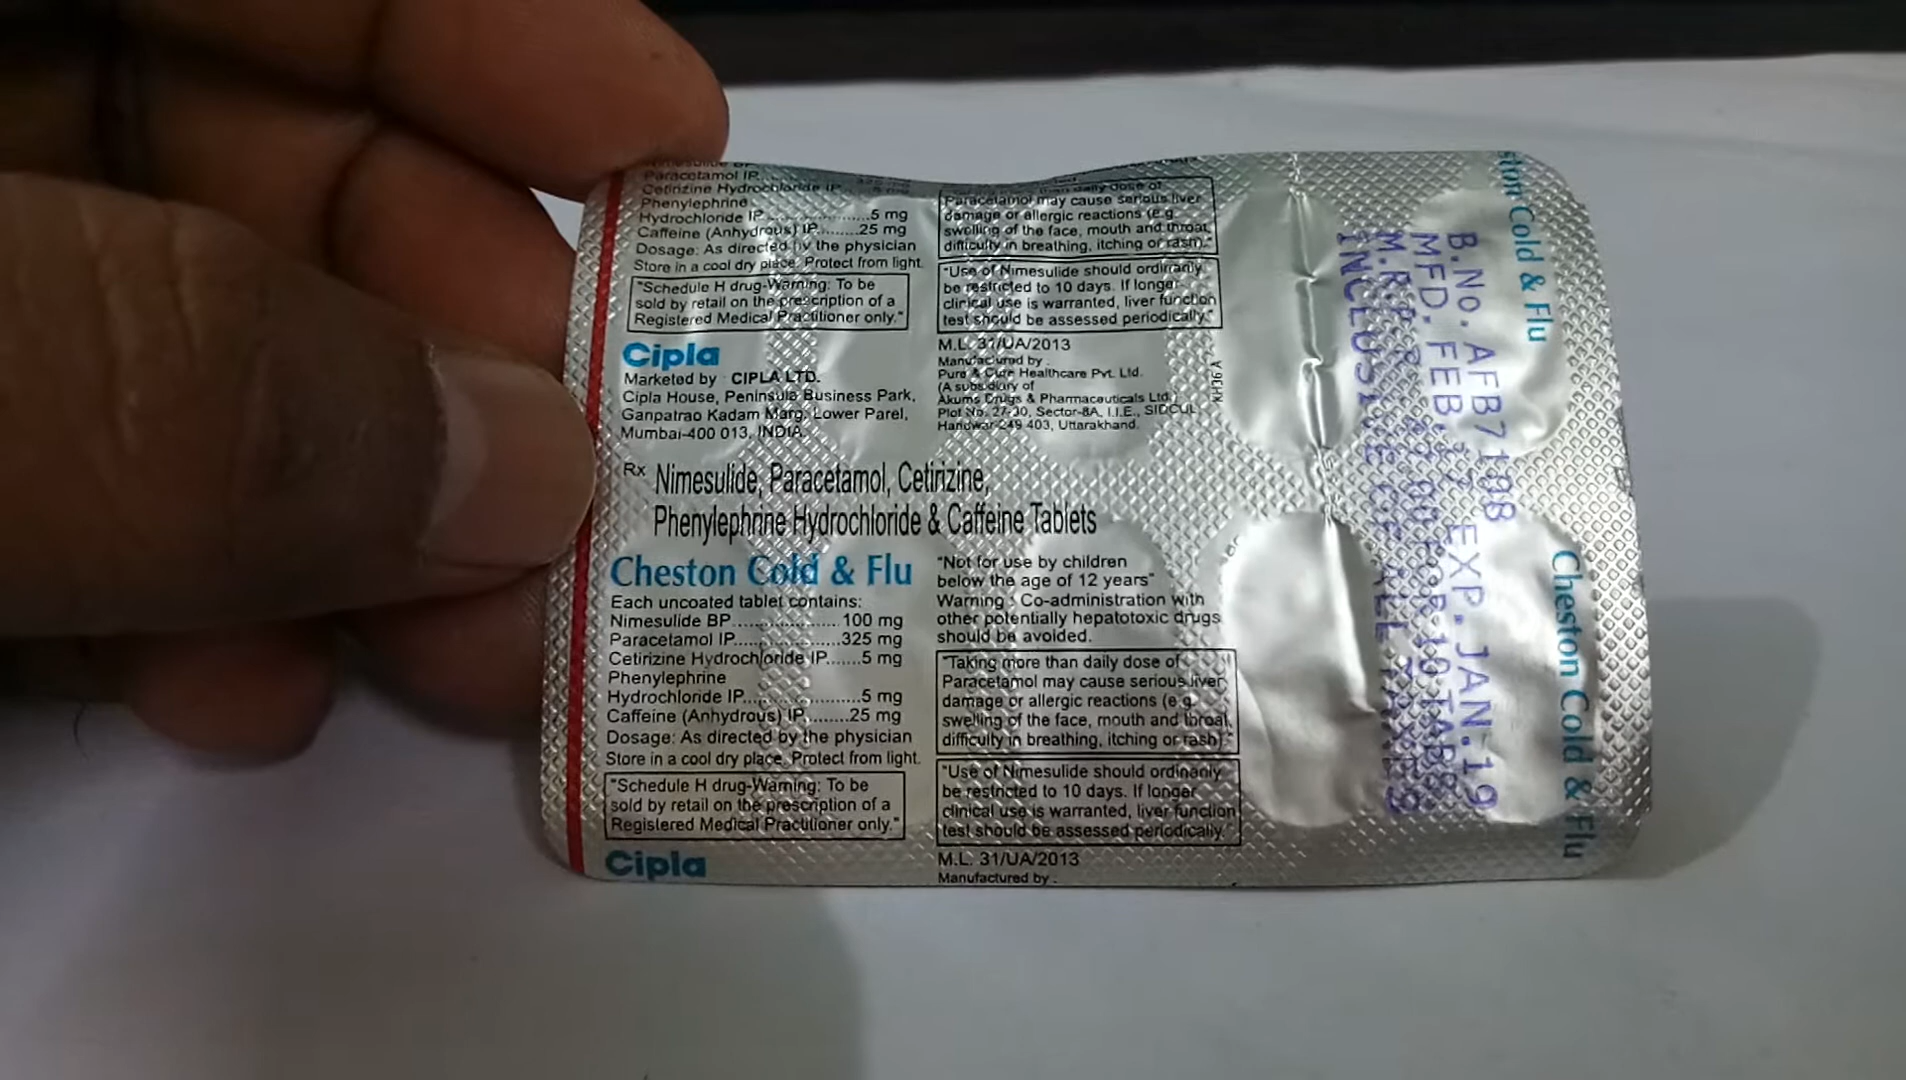 Paracetamol IP
Cetirizine Hydrochloride IP
Phenylephrine
Hydrochloride IP....................5 mg
Caffeine (Anhydrous) IP.........25 mg
Dosage: As directed by the physician
Store in a cool dry place. Protect from light.
"Schedule H drug-Warning: To be
sold by retail on the prescription of a
Registered Medical Practitioner only."
Cipla
Marketed by : CIPLA LTD.
Cipla House, Peninsula Business Park,
Ganpatrao Kadam Marg, Lower Parel,
Mumbai-400 013, INDIA
daily dose of
Paracetamol may cause serious liver
damage or allergic reactions (e.g.
swelling of the face, mouth and throat,
difficulty in breathing, itching or rash)."
"Use of Nimesulide should ordinarily
be restricted to 10 days. If longer
clinical use is warranted, liver function
test should be assessed periodically."
M.L. 31/UA/2013
Manufactured by :
Pure & Cure Healthcare Pvt. Ltd.
(A subsidiary of
Akums Drugs & Pharmaceuticals Ltd.)
Plot No. 27-30, Sector-8A, I.I.E., SIDCUL,
Haridwar-249 403, Uttarakhand.
Rx Nimesulide, Paracetamol, Cetirizine,
Phenylephrine Hydrochloride & Caffeine Tablets
Cheston Cold & Flu
Each uncoated tablet contains:
Nimesulide BP.................... 100 mg
Paracetamol IP....................325 mg
Cetirizine Hydrochloride IP.......5 mg
Phenylephrine
Hydrochloride IP....................5 mg
Caffeine (Anhydrous) IP.........25 mg
Dosage: As directed by the physician
Store in a cool dry place. Protect from light.
"Schedule H drug-Warning: To be
sold by retail on the prescription of a
Registered Medical Practitioner only."
Cipla
"Not for use by children
below the age of 12 years"
Warning : Co-administration with
other potentially hepatotoxic drugs
should be avoided.
"Taking more than daily dose of
Paracetamol may cause serious liver
damage or allergic reactions (e.g.
swelling of the face, mouth and throat,
difficulty in breathing, itching or rash)."
"Use of Nimesulide should ordinarily
be restricted to 10 days. If longer
clinical use is warranted, liver function
test should be assessed periodically."
M.L. 31/UA/2013
Manufactured by :
Cold & Flu
Cheston Cold & Flu
B.No. AFB7108
MFD. FEB.17 EXP.JAN.19
M.R.P. FOR 10 TABS
INCLUSIVE OF ALL TAXES